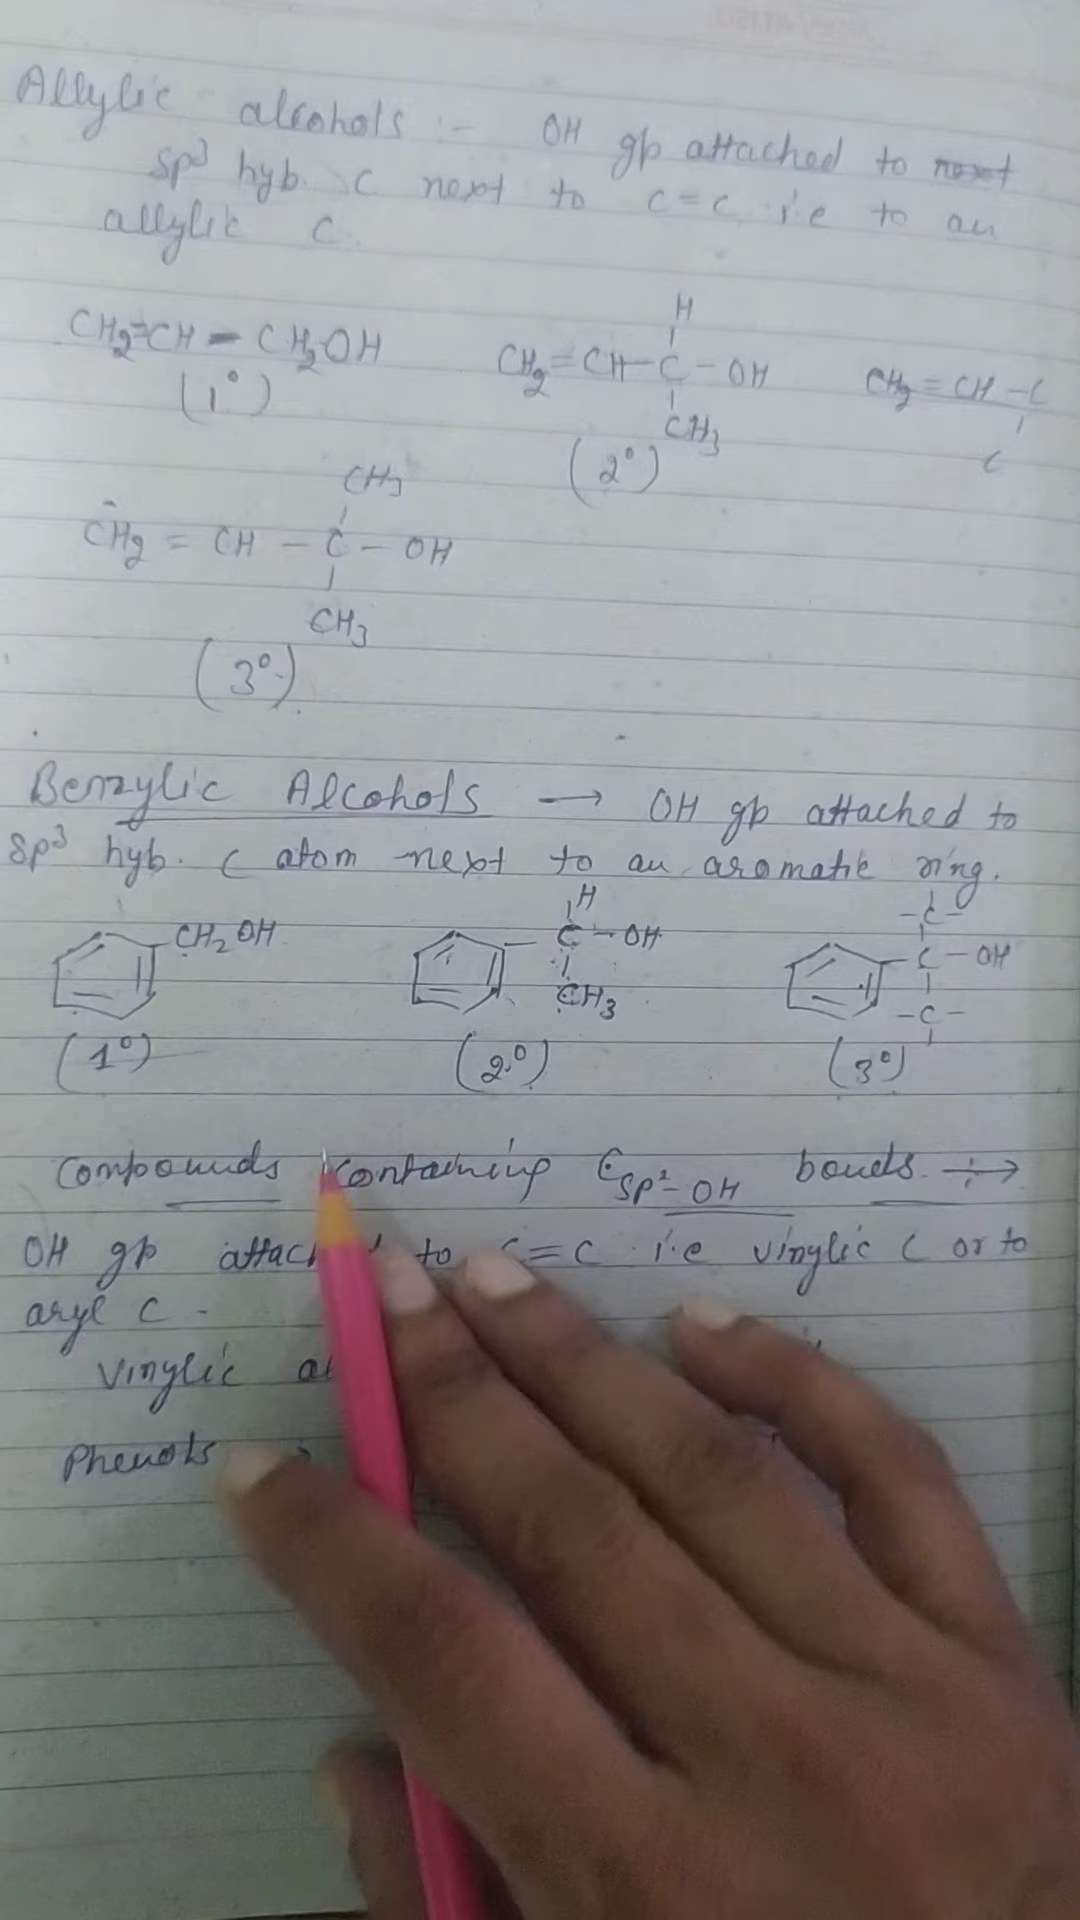 Allylic alcohols :- OH gp attached to next
sp³ hyb. C next to C=C i.e to an
allylic C.
CH₂=CH-CH₂OH
(1°)
H
CH₂=CH-C-OH
CH₃
(2°)
CH₂=CH-C
C
CH₃
CH₂ = CH - C - OH
CH₃
(3°)
Benzylic Alcohols → OH gp attached to
sp³ hyb. C atom next to an aromatic ring.
CH₂OH
(1°)
H
C-OH
CH₃
(2°)
-C-
C-OH
-C-
(3°)
Compounds containing Csp²-OH bonds →
OH gp to C=C i.e vinylic C or to
aryl C -
Vinylic
Phenols →